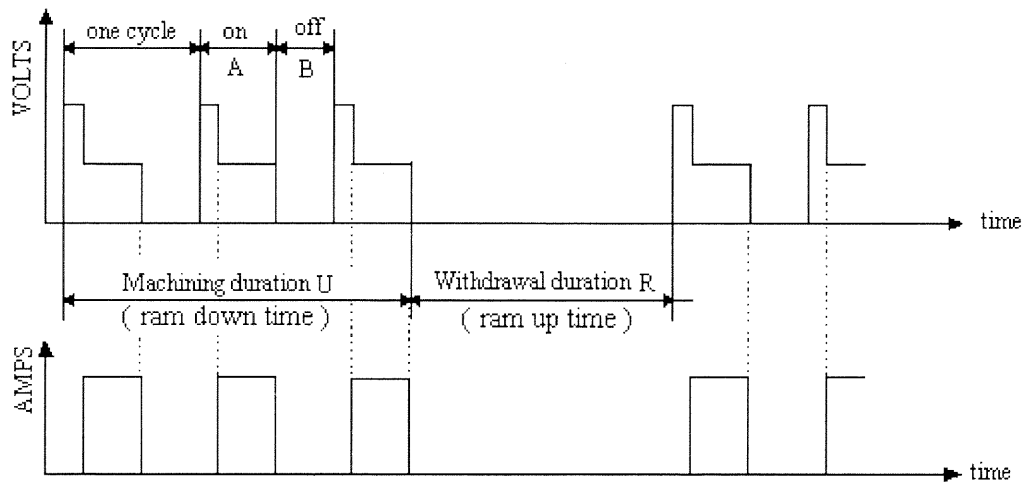 one cycle
on
off
A
B
VOLTS
time
Machining duration U
( ram down time )
Withdrawal duration R
( ram up time )
AMPS
time